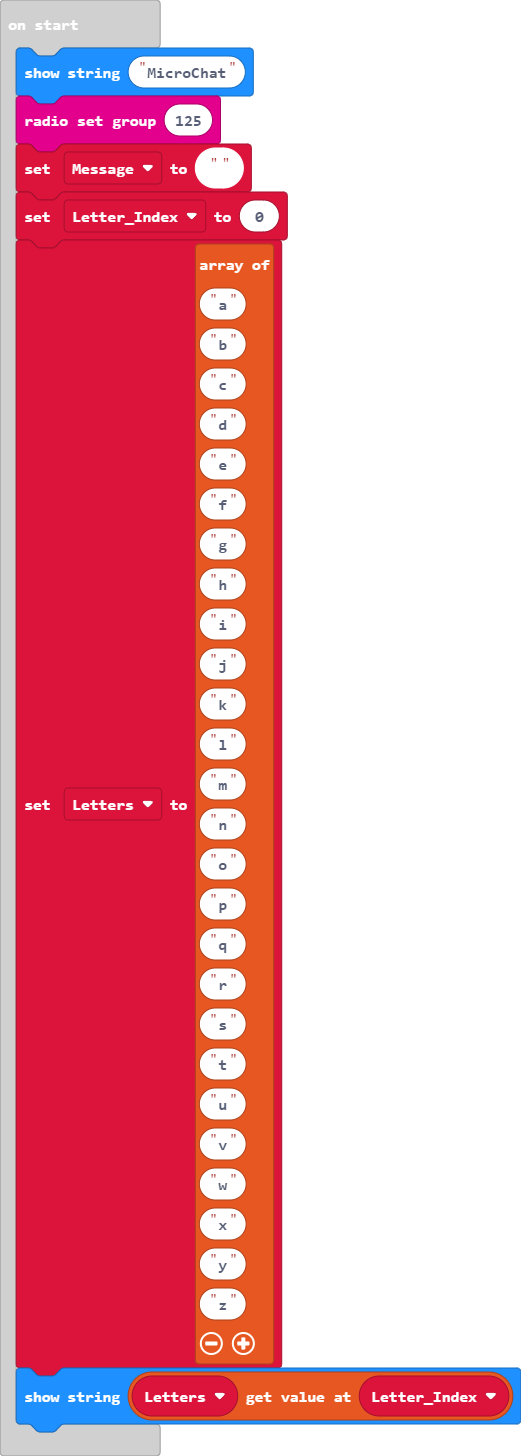 on start
show string "MicroChat"
radio set group 125
set Message to " "
set Letter_Index to 0
array of
"a"
"b"
"c"
"d"
"e"
"f"
"g"
"h"
"i"
"j"
"k"
"l"
"m"
"n"
"o"
"p"
"q"
"r"
"s"
"t"
"u"
"v"
"w"
"x"
"y"
"z"
set Letters to
show string Letters get value at Letter_Index